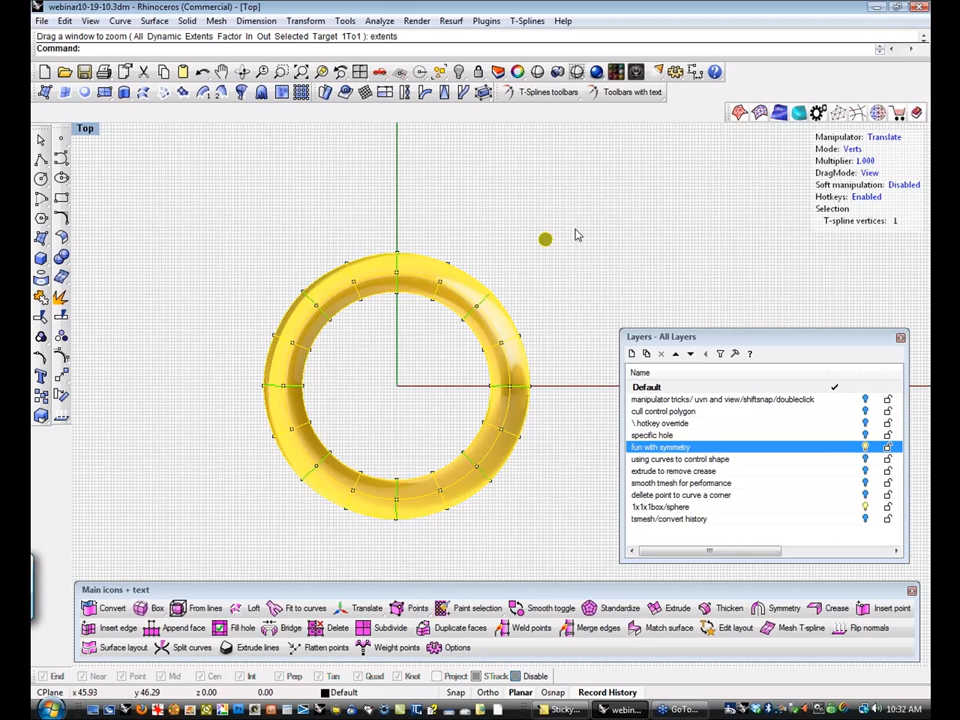 webinar10-19-10.3dm - Rhinoceros (Commercial) - [Top]
File Edit View Curve Surface Solid Mesh Dimension Transform Tools Analyze Render Resurf Plugins T-Splines Help
Drag a window to zoom ( All Dynamic Extents Factor In Out Selected Target 1To1 ): extents
Command:
T-Splines toolbars Toolbars with text
Top
Manipulator: Translate
Mode: Verts
Multiplier: 1.000
DragMode: View
Soft manipulation: Disabled
Hotkeys: Enabled
Selection
T-spline vertices: 1
Layers - All Layers
Name
Default
manipulator tricks/ uvn and view/shiftsnap/doubleclick
cull control polygon
\ hotkey override
specific hole
fun with symmetry
using curves to control shape
extrude to remove crease
smooth tmesh for performance
dellete point to curve a corner
1x1x1box/sphere
tsmesh/convert history
Main icons + text
Convert Box From lines Loft Fit to curves Translate Points Paint selection Smooth toggle Standardize Extrude Thicken Symmetry Crease Insert point
Insert edge Append face Fill hole Bridge Delete Subdivide Duplicate faces Weld points Merge edges Match surface Edit layout Mesh T-spline Flip normals
Surface layout Split curves Extrude lines Flatten points Weight points Options
End Near Point Mid Cen Int Perp Tan Quad Knot Project STrack Disable
CPlane x 45.93 y 46.29 z 0.00 0.00 Default Snap Ortho Planar Osnap Record History
Sticky... webin... GoTo... 10:32 AM